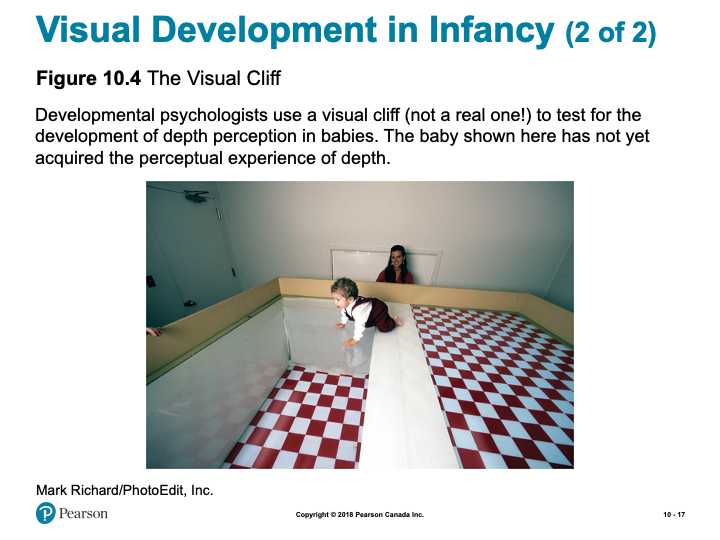 Visual Development in Infancy (2 of 2)
Figure 10.4 The Visual Cliff
Developmental psychologists use a visual cliff (not a real one!) to test for the
development of depth perception in babies. The baby shown here has not yet
acquired the perceptual experience of depth.
Mark Richard/PhotoEdit, Inc.
P Pearson
Copyright © 2018 Pearson Canada Inc.
10 - 17